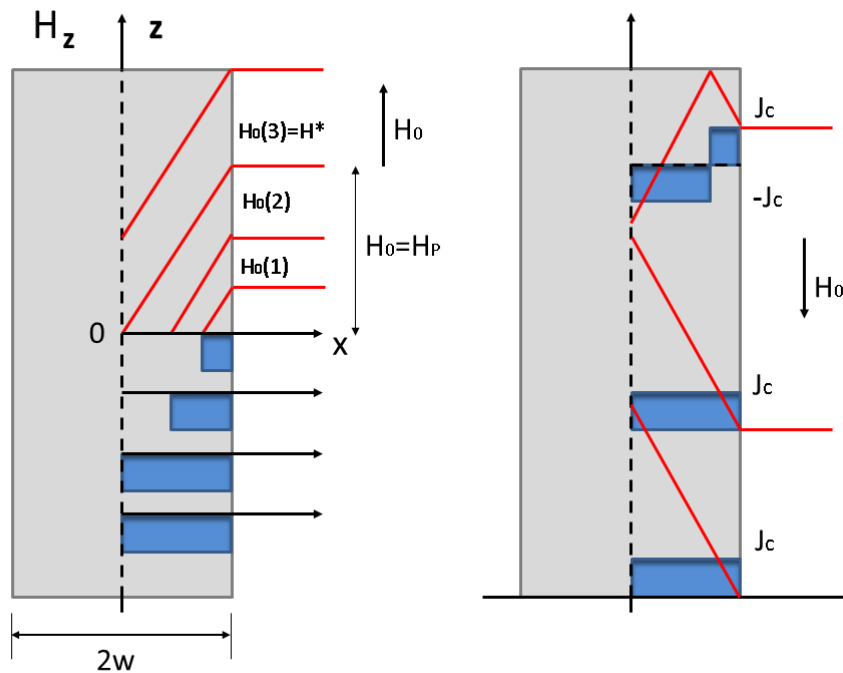 Hz
z
H₀(3)=H*
H₀
H₀(2)
H₀=HP
H₀(1)
0
x
2w
Jc
-Jc
H₀
Jc
Jc